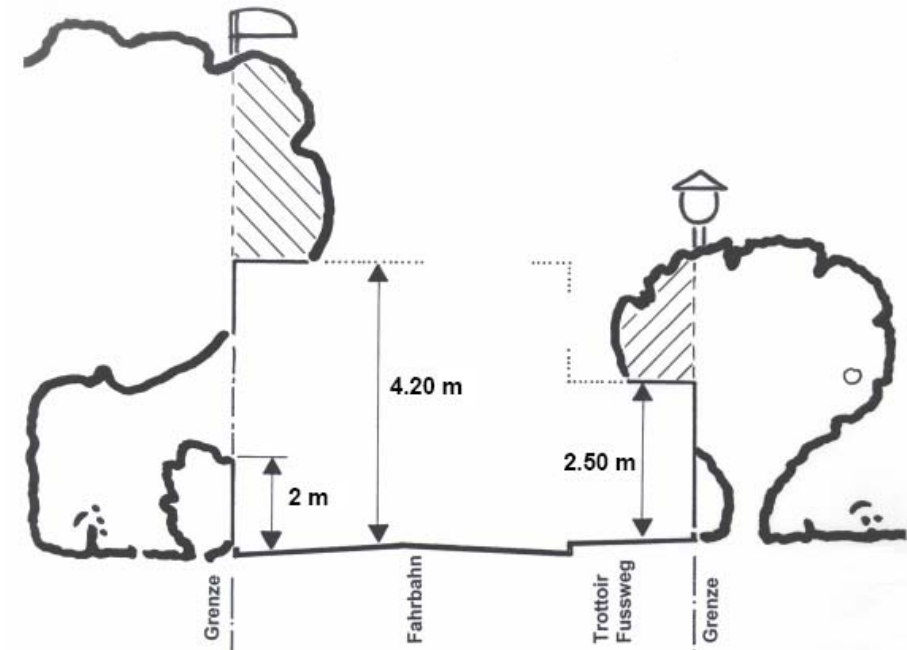 4.20 m
2.50 m
2 m
Grenze
Fahrbahn
Trottoir
Fussweg
Grenze